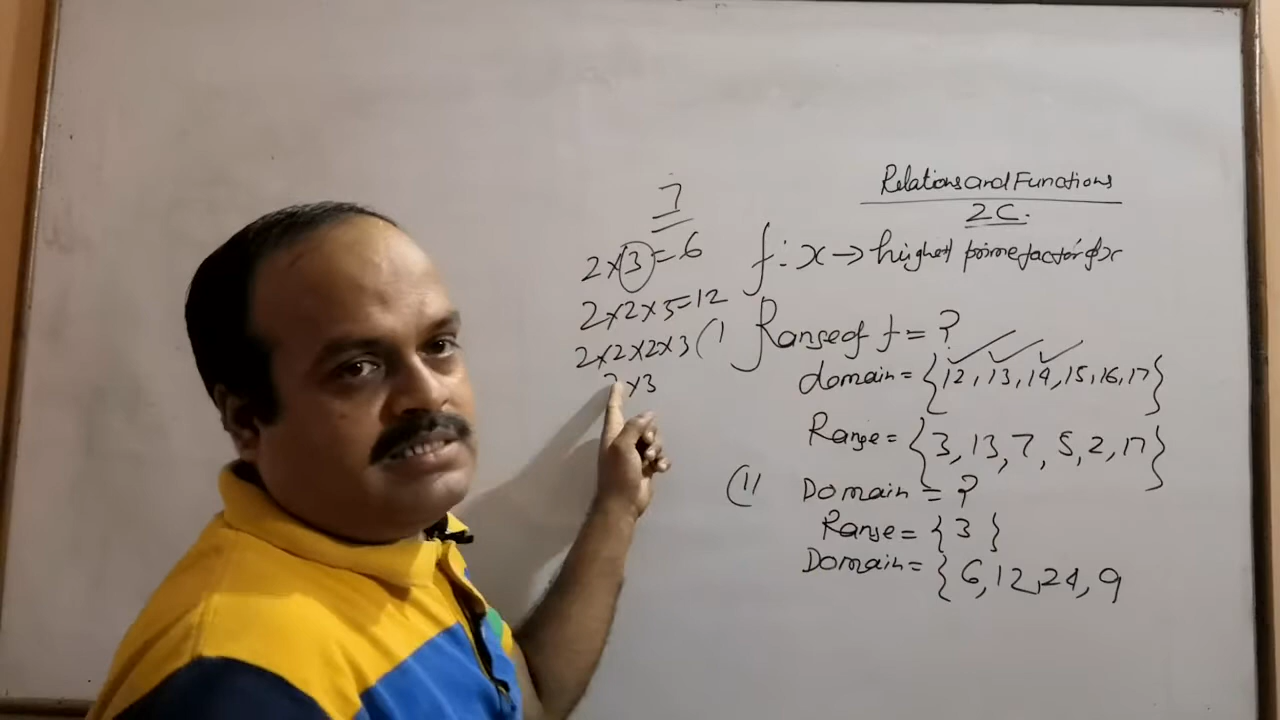 Relations and Functions
2C.
7
2×3=6
2×2×3=12
2×2×2×3
×3
f: x → highest prime factor of x
(1 Range of f = ?
domain = {12, 13, 14, 15, 16, 17}
Range = {3, 13, 7, 5, 2, 17}
(11 Domain = ?
Range = {3}
Domain = {6, 12, 24, 9